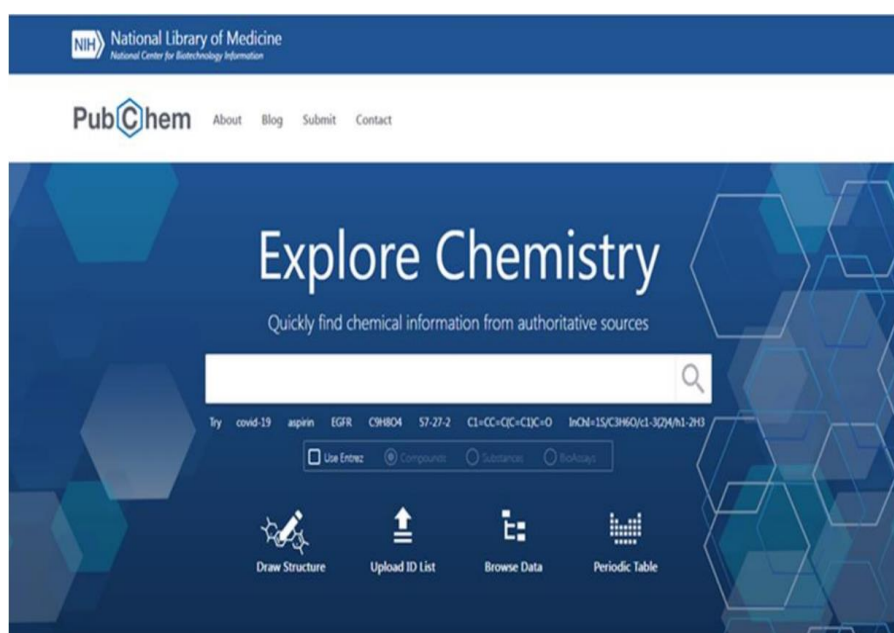 NIH National Library of Medicine
National Center for Biotechnology Information
PubChem About Blog Submit Contact
Explore Chemistry
Quickly find chemical information from authoritative sources
Try covid-19 aspirin EGFR C9H8O4 57-27-2 C1=CC=C(C=C1)C=O InChI=1S/C3H6O/c1-3(2)4/h1-2H3
Use Entrez Compounds Substances BioAssays
Draw Structure Upload ID List Browse Data Periodic Table